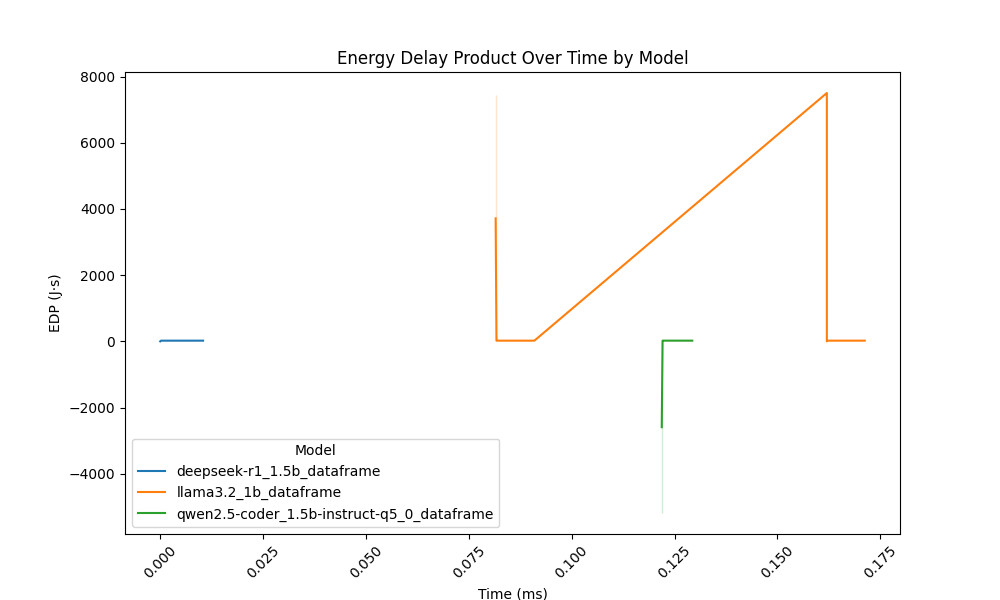 Energy Delay Product Over Time by Model
EDP (J·s)
8000
6000
4000
2000
0
−2000
−4000
Model
deepseek-r1_1.5b_dataframe
llama3.2_1b_dataframe
qwen2.5-coder_1.5b-instruct-q5_0_dataframe
0.000
0.025
0.050
0.075
0.100
0.125
0.150
0.175
Time (ms)